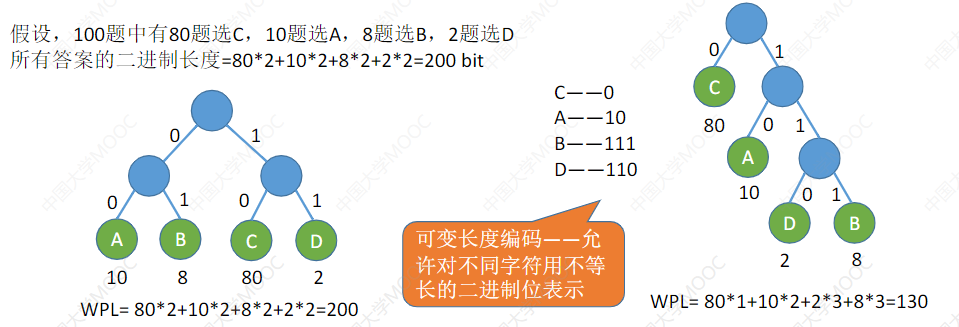 假设，100题中有80题选C，10题选A，8题选B，2题选D
所有答案的二进制长度=80*2+10*2+8*2+2*2=200 bit
0 1
0 1 0 1
A B C D
10 8 80 2
WPL= 80*2+10*2+8*2+2*2=200
C——0
A——10
B——111
D——110
可变长度编码——允
许对不同字符用不等
长的二进制位表示
0 1
C
80 0 1
A
10 0 1
D B
2 8
WPL= 80*1+10*2+2*3+8*3=130
中国大学MOOC